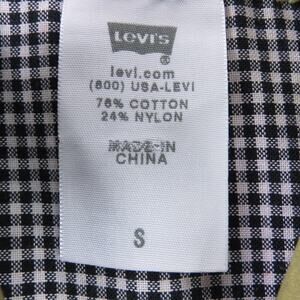 Levi's
levi.com
(800) USA-LEVI
76% COTTON
24% NYLON
MADE IN
CHINA
S